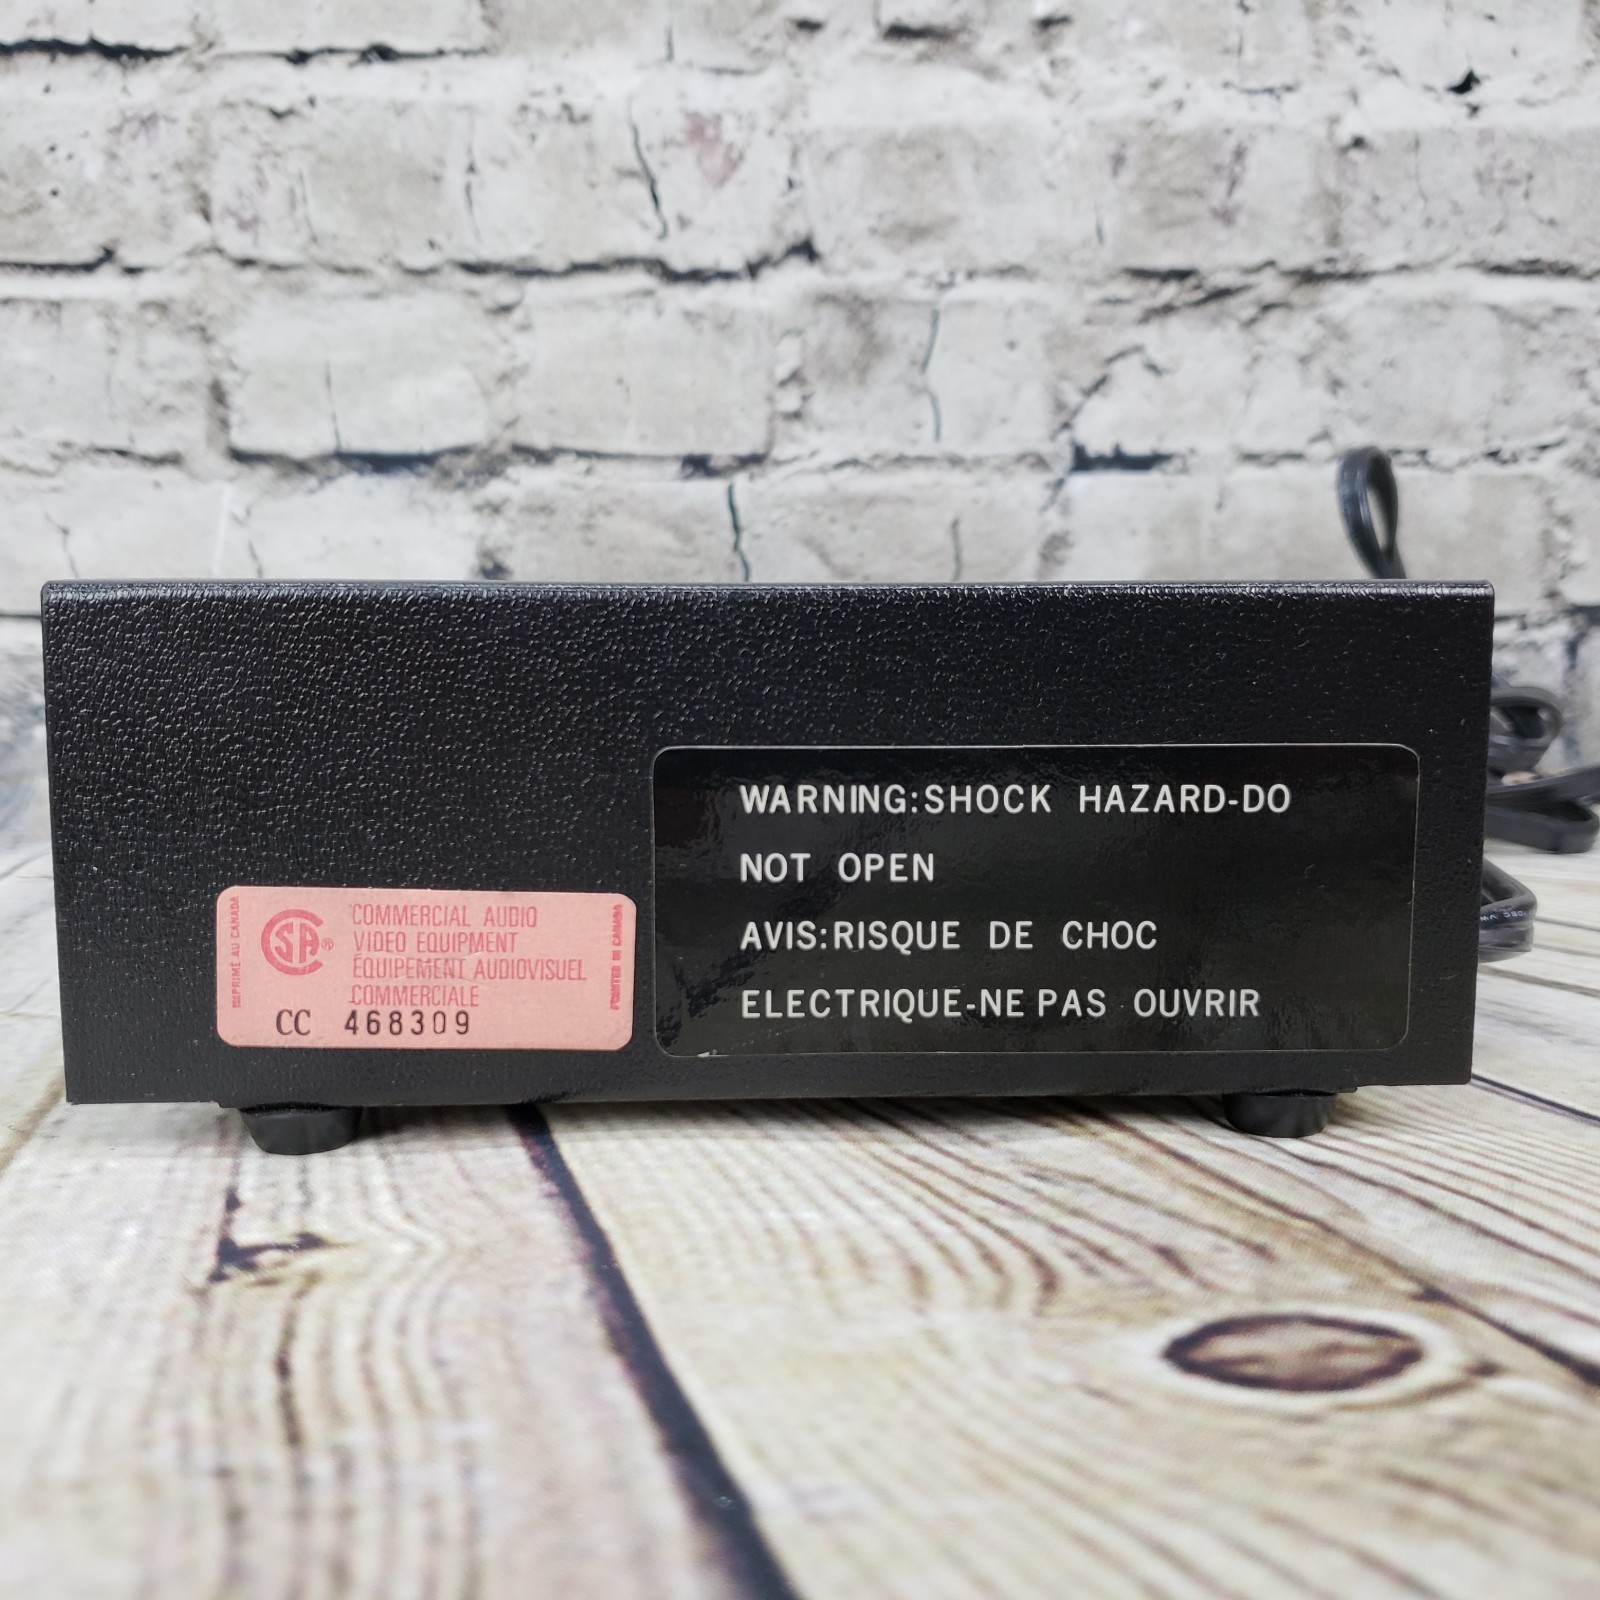 IMPRIMÉ AU CANADA
SA®
COMMERCIAL AUDIO
VIDEO EQUIPMENT
ÉQUIPEMENT AUDIOVISUEL
COMMERCIALE
CC 468309
PRINTED IN CANADA
WARNING:SHOCK HAZARD-DO
NOT OPEN
AVIS:RISQUE DE CHOC
ELECTRIQUE-NE PAS OUVRIR